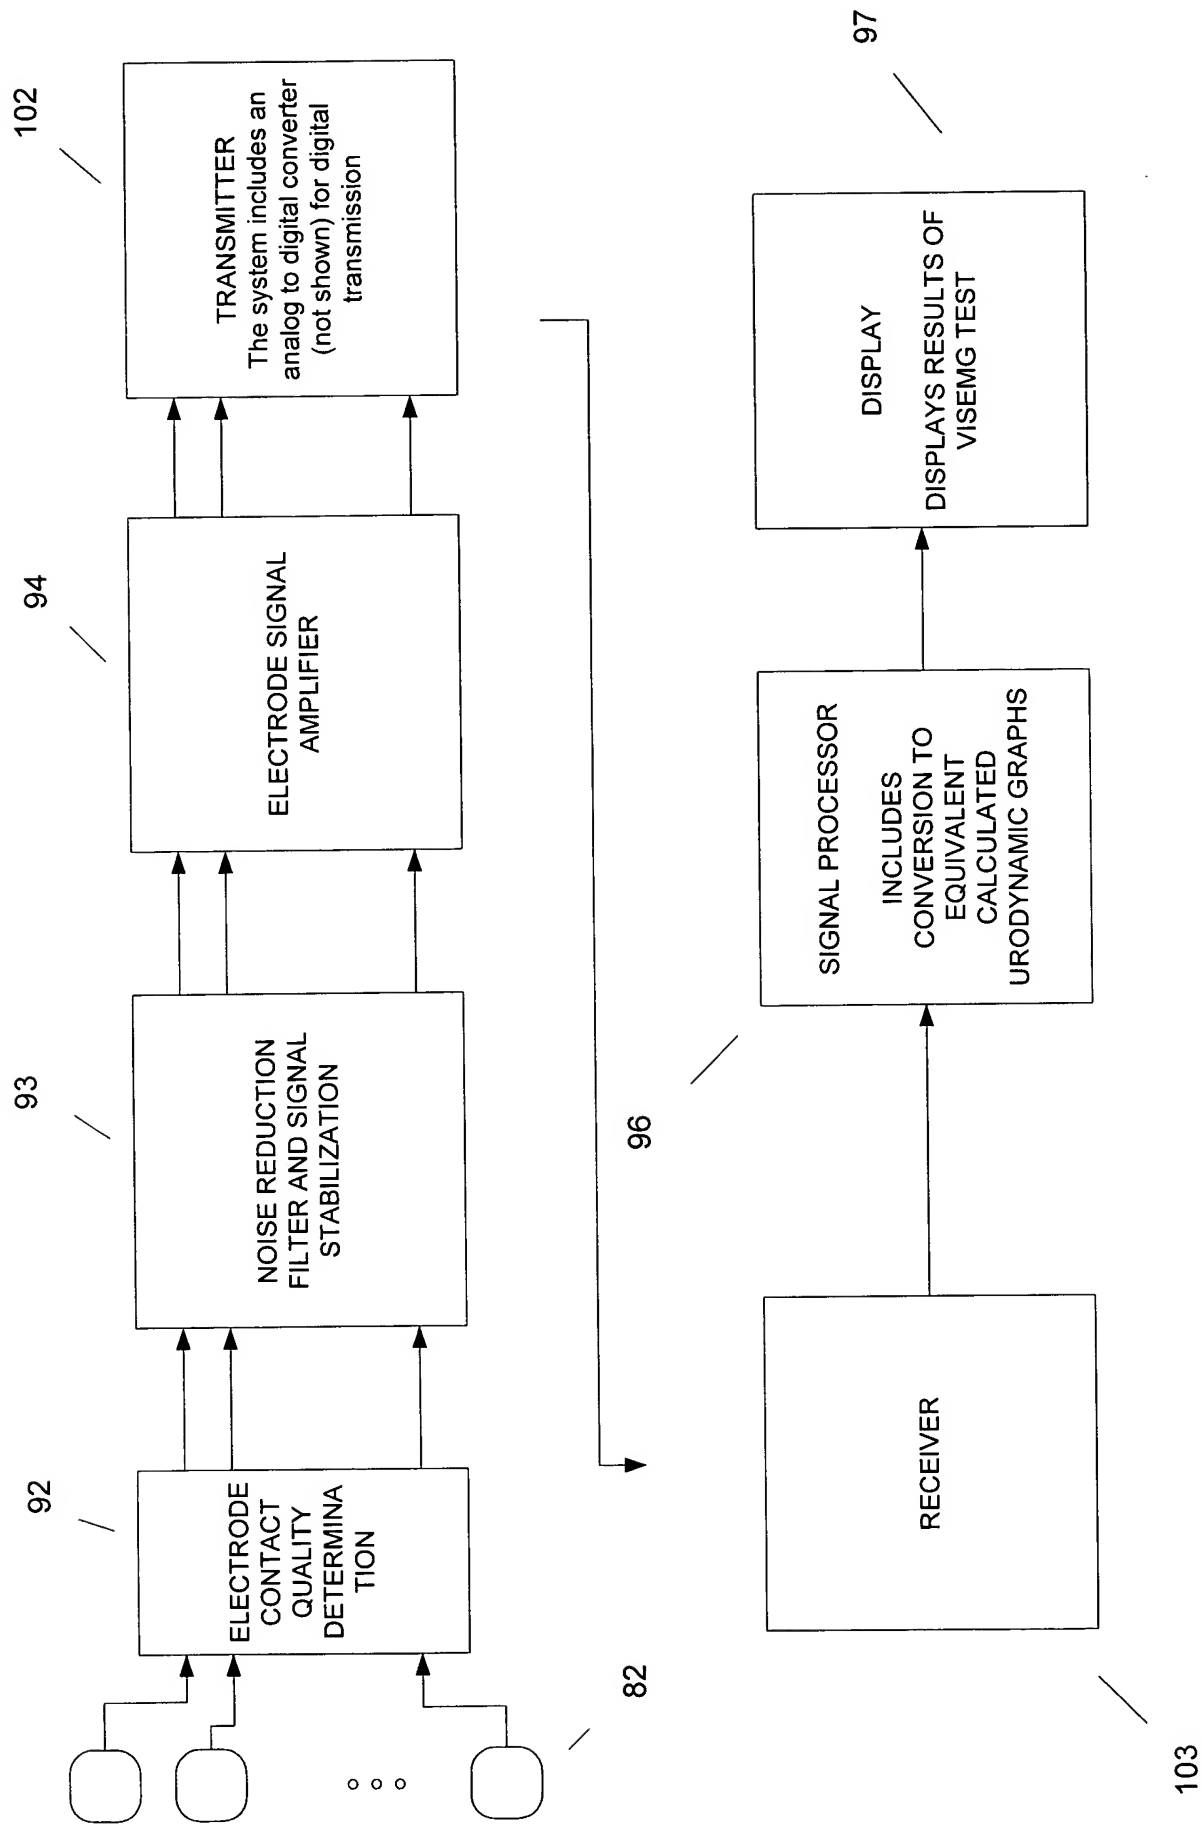 82
92
ELECTRODE
CONTACT
QUALITY
DETERMINA
TION
93
NOISE REDUCTION
FILTER AND SIGNAL
STABILIZATION
94
ELECTRODE SIGNAL
AMPLIFIER
102
TRANSMITTER
The system includes an
analog to digital converter
(not shown) for digital
transmission
103
RECEIVER
96
SIGNAL PROCESSOR
INCLUDES
CONVERSION TO
EQUIVALENT
CALCULATED
URODYNAMIC GRAPHS
97
DISPLAY
DISPLAYS RESULTS OF
VISEMG TEST